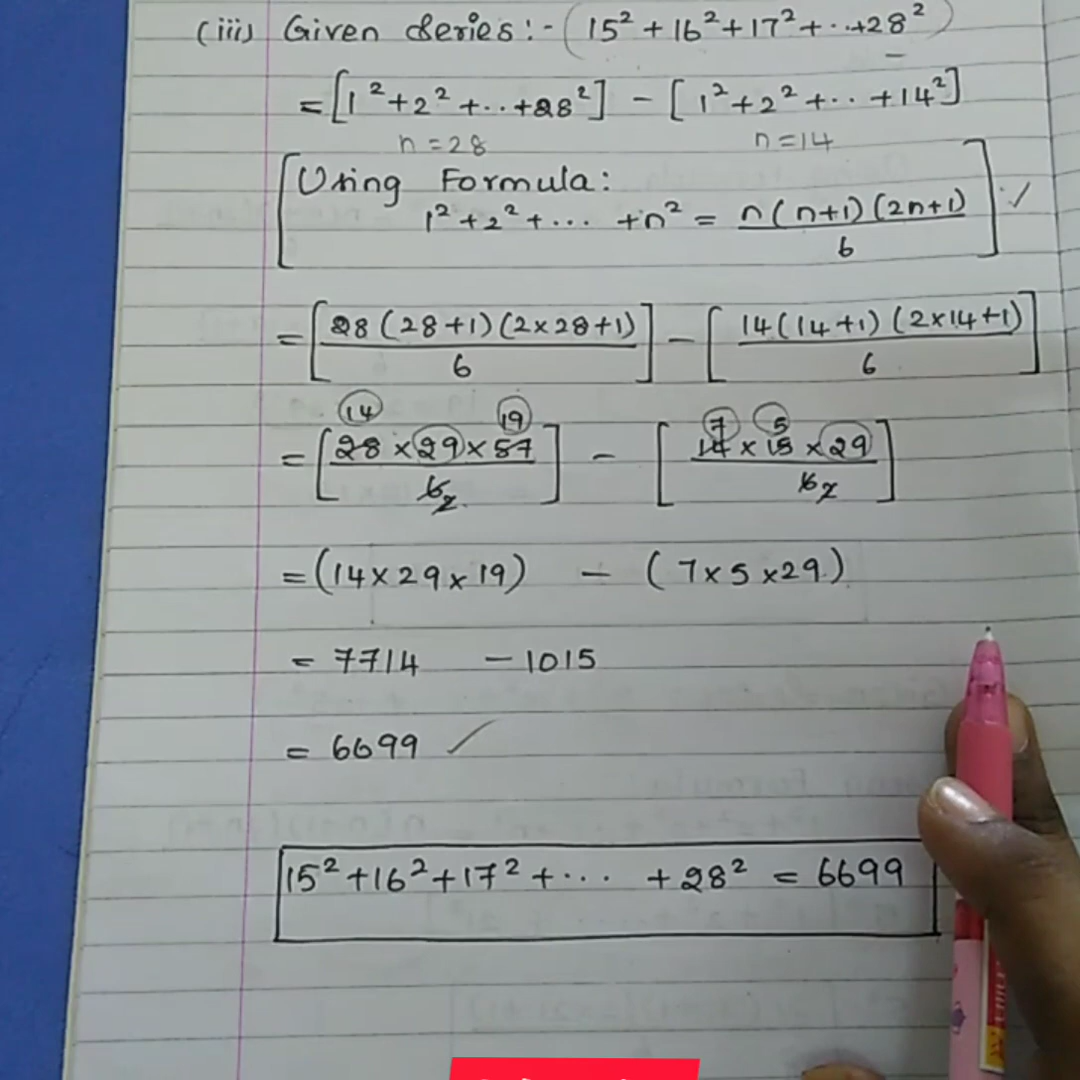 (iii) Given Series:- (15² + 16² + 17² + ... + 28²)
= [1² + 2² + ... + 28²] - [1² + 2² + ... + 14²]
n = 28 n = 14
Using Formula:
1² + 2² + ... + n² = n(n+1)(2n+1)/6 ✓
= [28(28+1)(2×28+1)/6] - [14(14+1)(2×14+1)/6]
14 19 7 5
= [28 × 29 × 57 / 6 2] - [14 × 15 × 29 / 6 2]
= (14 × 29 × 19) - (7 × 5 × 29)
= 7714 - 1015
= 6699 ✓
15² + 16² + 17² + ... + 28² = 6699